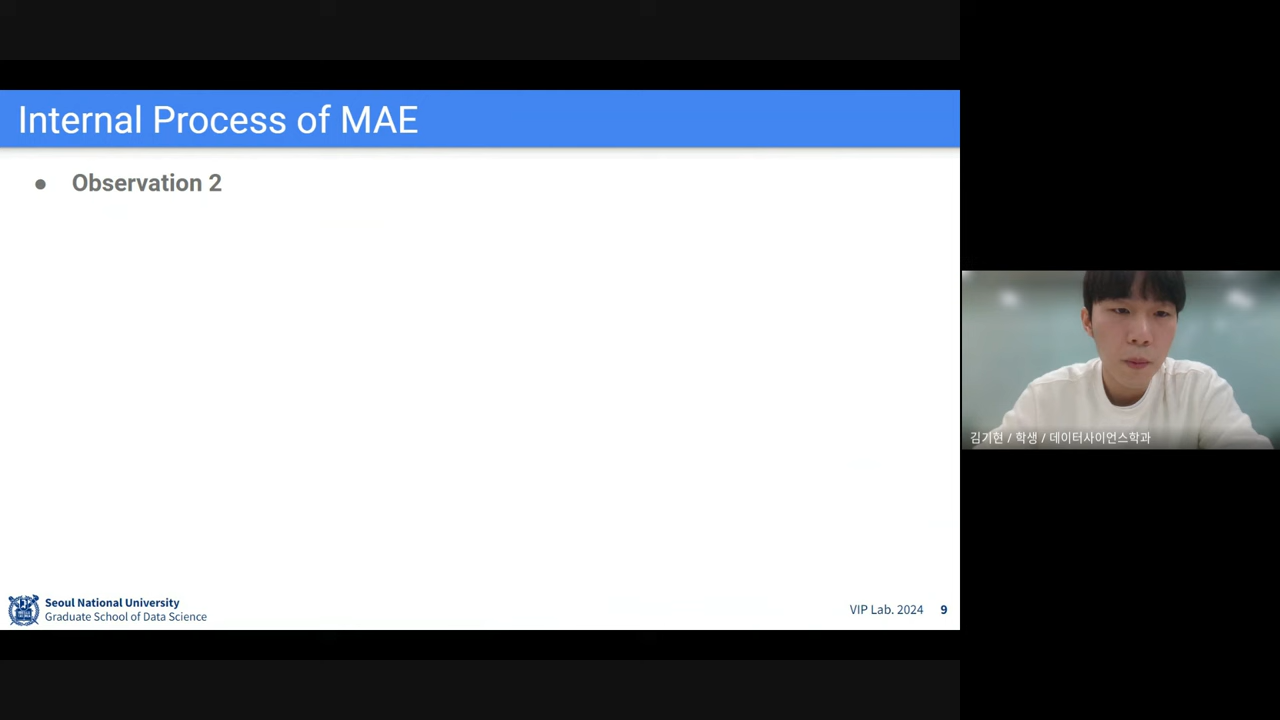 Internal Process of MAE
● Observation 2
Seoul National University
Graduate School of Data Science
VIP Lab. 2024 9
김기현 / 학생 / 데이터사이언스학과